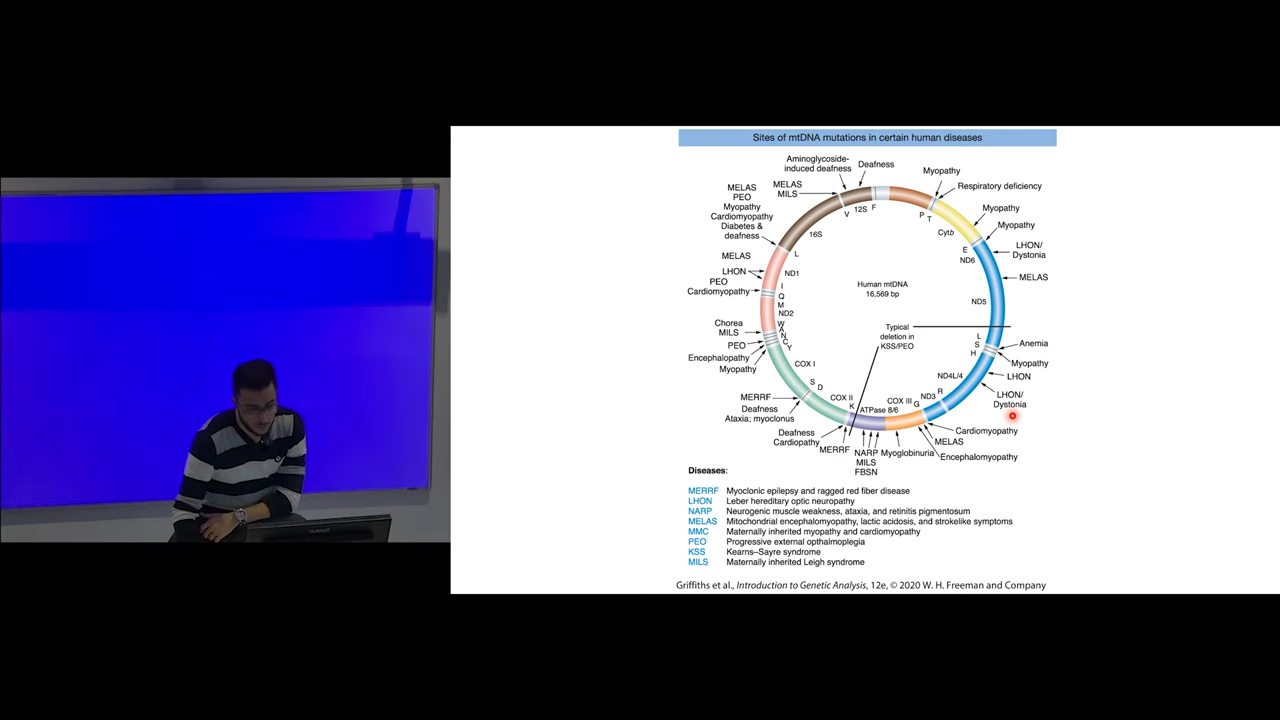 Sites of mtDNA mutations in certain human diseases
Aminoglycoside-
induced deafness
Deafness
Myopathy
Respiratory deficiency
MELAS
MILS
MELAS
PEO
Myopathy
Cardiomyopathy
Diabetes &
deafness
Myopathy
Myopathy
LHON/
Dystonia
MELAS
MELAS
LHON
PEO
Cardiomyopathy
Chorea
MILS
PEO
Encephalopathy
Myopathy
Anemia
Myopathy
LHON
LHON/
Dystonia
MERRF
Deafness
Ataxia; myoclonus
Deafness
Cardiopathy
MERRF
NARP
MILS
FBSN
Myoglobinuria
Cardiomyopathy
MELAS
Encephalomyopathy
V
12S
F
P
T
Cytb
E
ND6
ND5
L
S
H
ND4L/4
R
ND3
G
COX III
ATPase 8/6
K
COX II
D
S
COX I
Y
C
N
A
W
ND2
M
Q
I
ND1
L
16S
Human mtDNA
16,569 bp
Typical
deletion in
KSS/PEO
Diseases:
MERRF Myoclonic epilepsy and ragged red fiber disease
LHON Leber hereditary optic neuropathy
NARP Neurogenic muscle weakness, ataxia, and retinitis pigmentosum
MELAS Mitochondrial encephalomyopathy, lactic acidosis, and strokelike symptoms
MMC Maternally inherited myopathy and cardiomyopathy
PEO Progressive external opthalmoplegia
KSS Kearns–Sayre syndrome
MILS Maternally inherited Leigh syndrome
Griffiths et al., Introduction to Genetic Analysis, 12e, © 2020 W. H. Freeman and Company